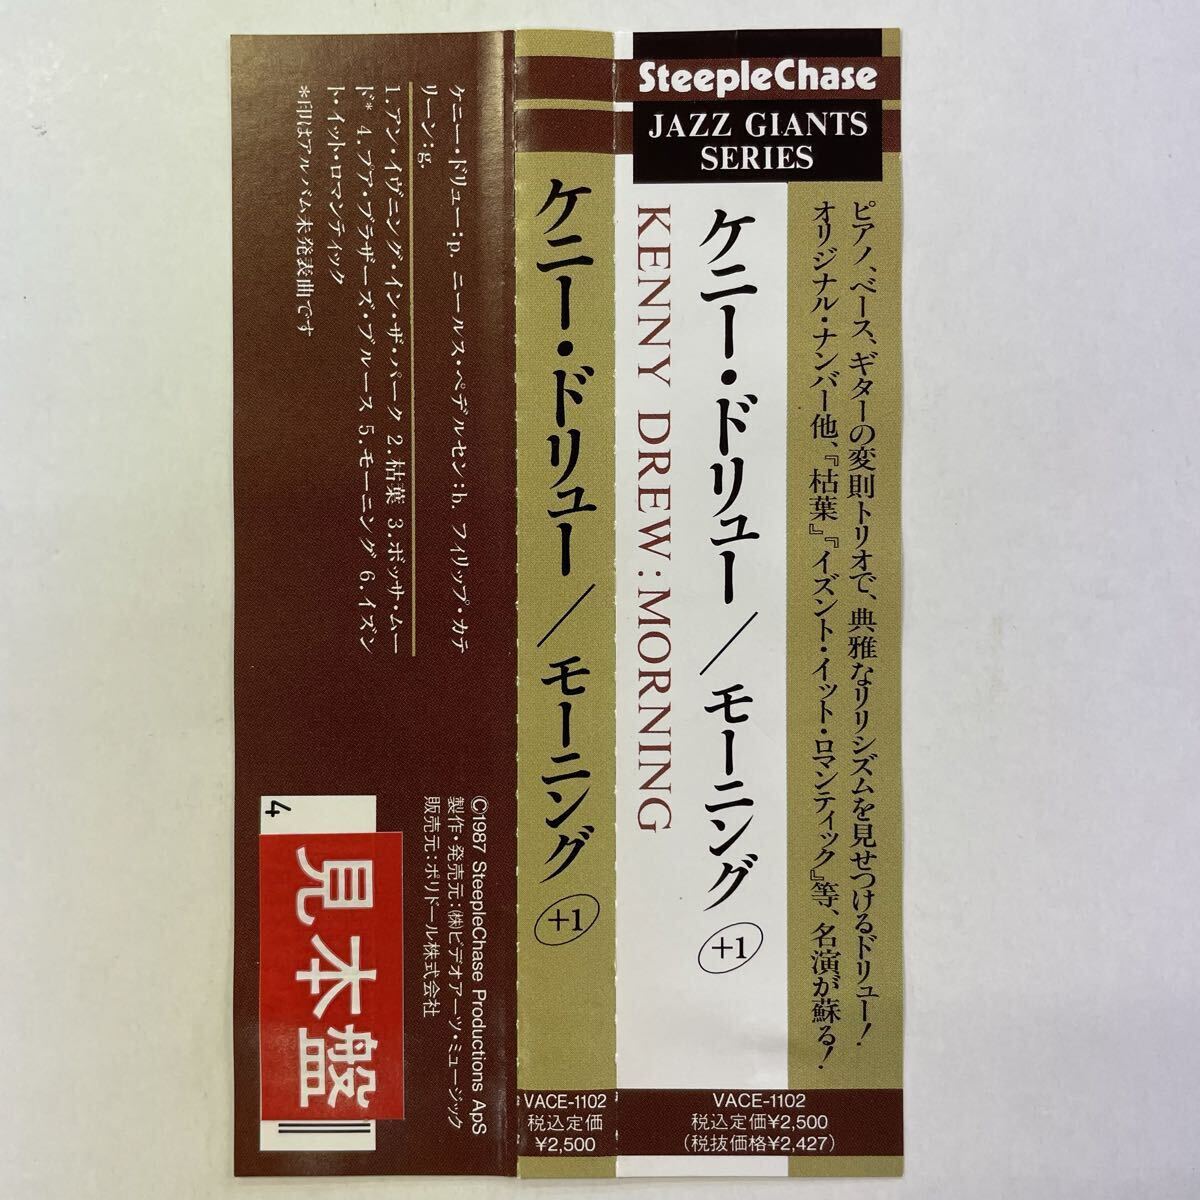 SteepleChase
JAZZ GIANTS
SERIES
ピアノ、ベース、ギターの変則トリオで、典雅なリリシズムを見せつけるドリュー!
オリジナル・ナンバー他、『枯葉』『イズント・イット・ロマンティック』等、名演が蘇る!
ケニー・ドリュー/モーニング +1
KENNY DREW:MORNING
VACE-1102
税込定価¥2,500
(税抜価格¥2,427)
ケニー・ドリュー/モーニング +1
VACE-1102
税込定価
¥2,500
ケニー・ドリュー:p. ニールス・ペデルセン:b. フィリップ・カテ
リーン:g.
1.アン・イヴニング・イン・ザ・パーク 2.枯葉 3.ボッサ・ムー
ド* 4.プア・ブラザーズ・ブルース 5.モーニング 6.イズン
ト・イット・ロマンティック
*印はアルバム未発表曲です
©1987 SteepleChase Productions ApS
製作・発売元:㈱ビデオアーツ・ミュージック
販売元:ポリドール株式会社
4
見本盤